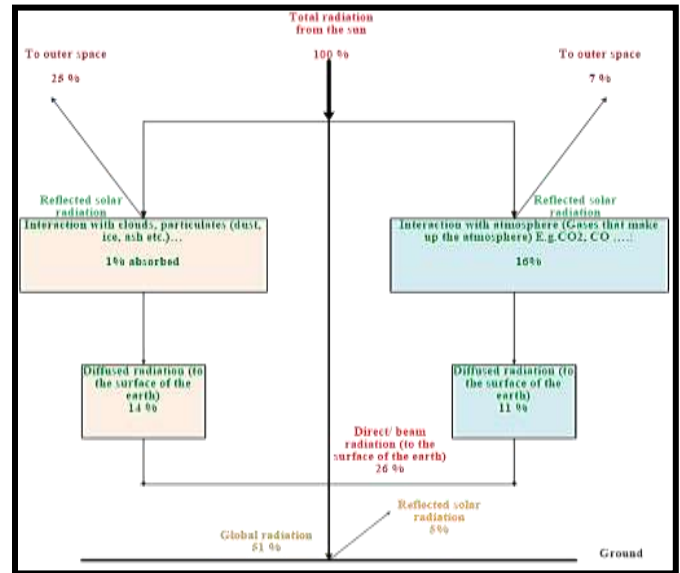 Total radiation
from the sun
100 %
To outer space
25 %
To outer space
7 %
Reflected solar
radiation
Interaction with clouds, particulates (dust,
ice, ash etc.)...
1% absorbed
Reflected solar
radiation
Interaction with atmosphere (Gases that make
up the atmosphere) E.g.CO2, CO ....:
16%
Diffused radiation (to
the surface of the
earth)
14 %
Diffused radiation (to
the surface of the
earth)
11 %
Direct/ beam
radiation (to the
surface of the earth)
26 %
Reflected solar
radiation
5%
Global radiation
51 %
Ground